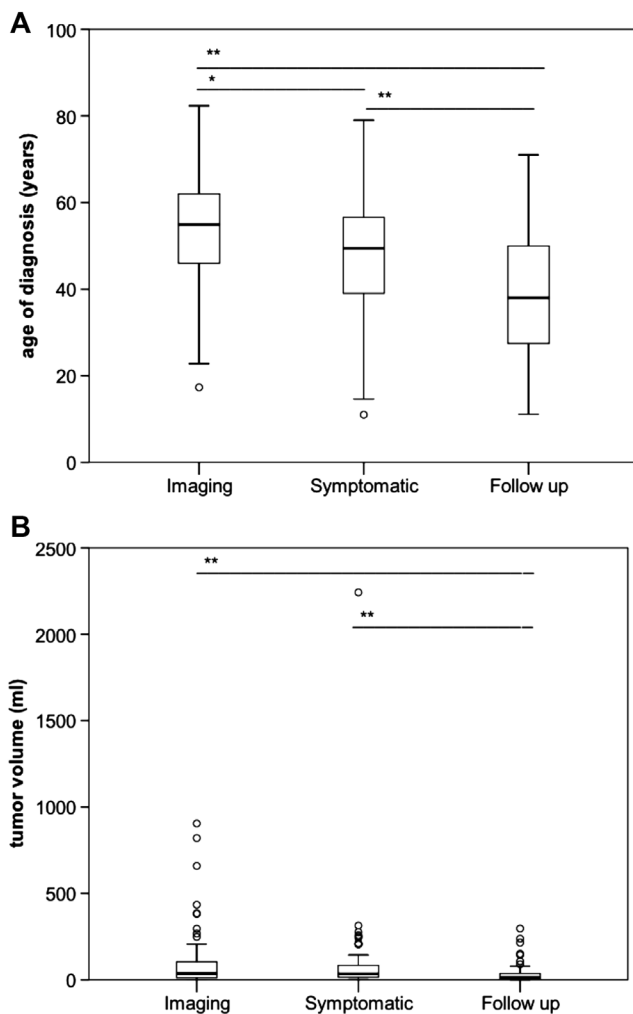 A
100
80
60
40
20
0
age of diagnosis (years)
**
*
**
Imaging Symptomatic Follow up
B
2500
2000
1500
1000
500
0
tumor volume (ml)
**
**
Imaging Symptomatic Follow up